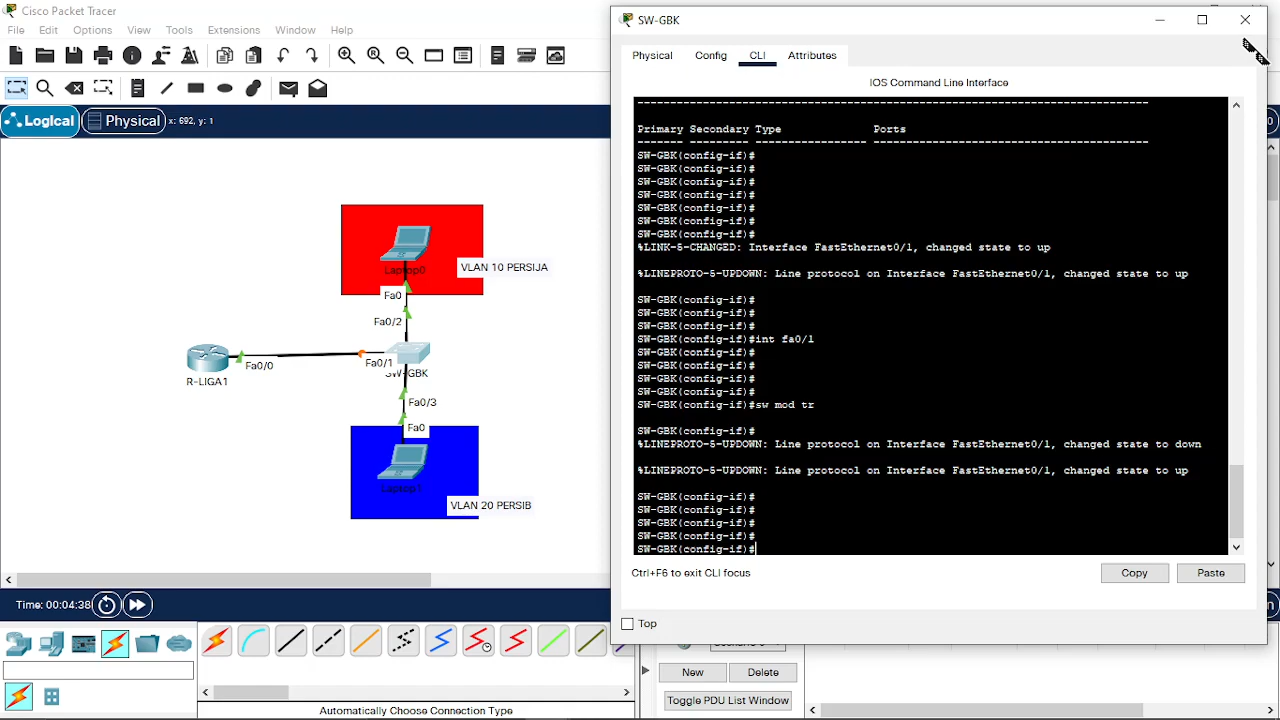 Cisco Packet Tracer
File Edit Options View Tools Extensions Window Help
Logical
Physical
x: 692, y: 1
Laptop0
VLAN 10 PERSIJA
Fa0
Fa0/2
R-LIGA1
Fa0/0
Fa0/1
SW-GBK
Fa0/3
Fa0
Laptop1
VLAN 20 PERSIB
Time: 00:04:38
Automatically Choose Connection Type
SW-GBK
Physical Config CLI Attributes
IOS Command Line Interface
-------------------------------------------------------------------------------
Primary Secondary Type Ports
------- --------- ----------------- ------------------------------------------
SW-GBK(config-if)#
SW-GBK(config-if)#
SW-GBK(config-if)#
SW-GBK(config-if)#
SW-GBK(config-if)#
SW-GBK(config-if)#
SW-GBK(config-if)#
%LINK-5-CHANGED: Interface FastEthernet0/1, changed state to up
%LINEPROTO-5-UPDOWN: Line protocol on Interface FastEthernet0/1, changed state to up
SW-GBK(config-if)#
SW-GBK(config-if)#
SW-GBK(config-if)#
SW-GBK(config-if)#int fa0/1
SW-GBK(config-if)#
SW-GBK(config-if)#
SW-GBK(config-if)#
SW-GBK(config-if)#
SW-GBK(config-if)#sw mod tr
SW-GBK(config-if)#
%LINEPROTO-5-UPDOWN: Line protocol on Interface FastEthernet0/1, changed state to down
%LINEPROTO-5-UPDOWN: Line protocol on Interface FastEthernet0/1, changed state to up
SW-GBK(config-if)#
SW-GBK(config-if)#
SW-GBK(config-if)#
SW-GBK(config-if)#
SW-GBK(config-if)#
Ctrl+F6 to exit CLI focus
Copy Paste
Top
New Delete
Toggle PDU List Window